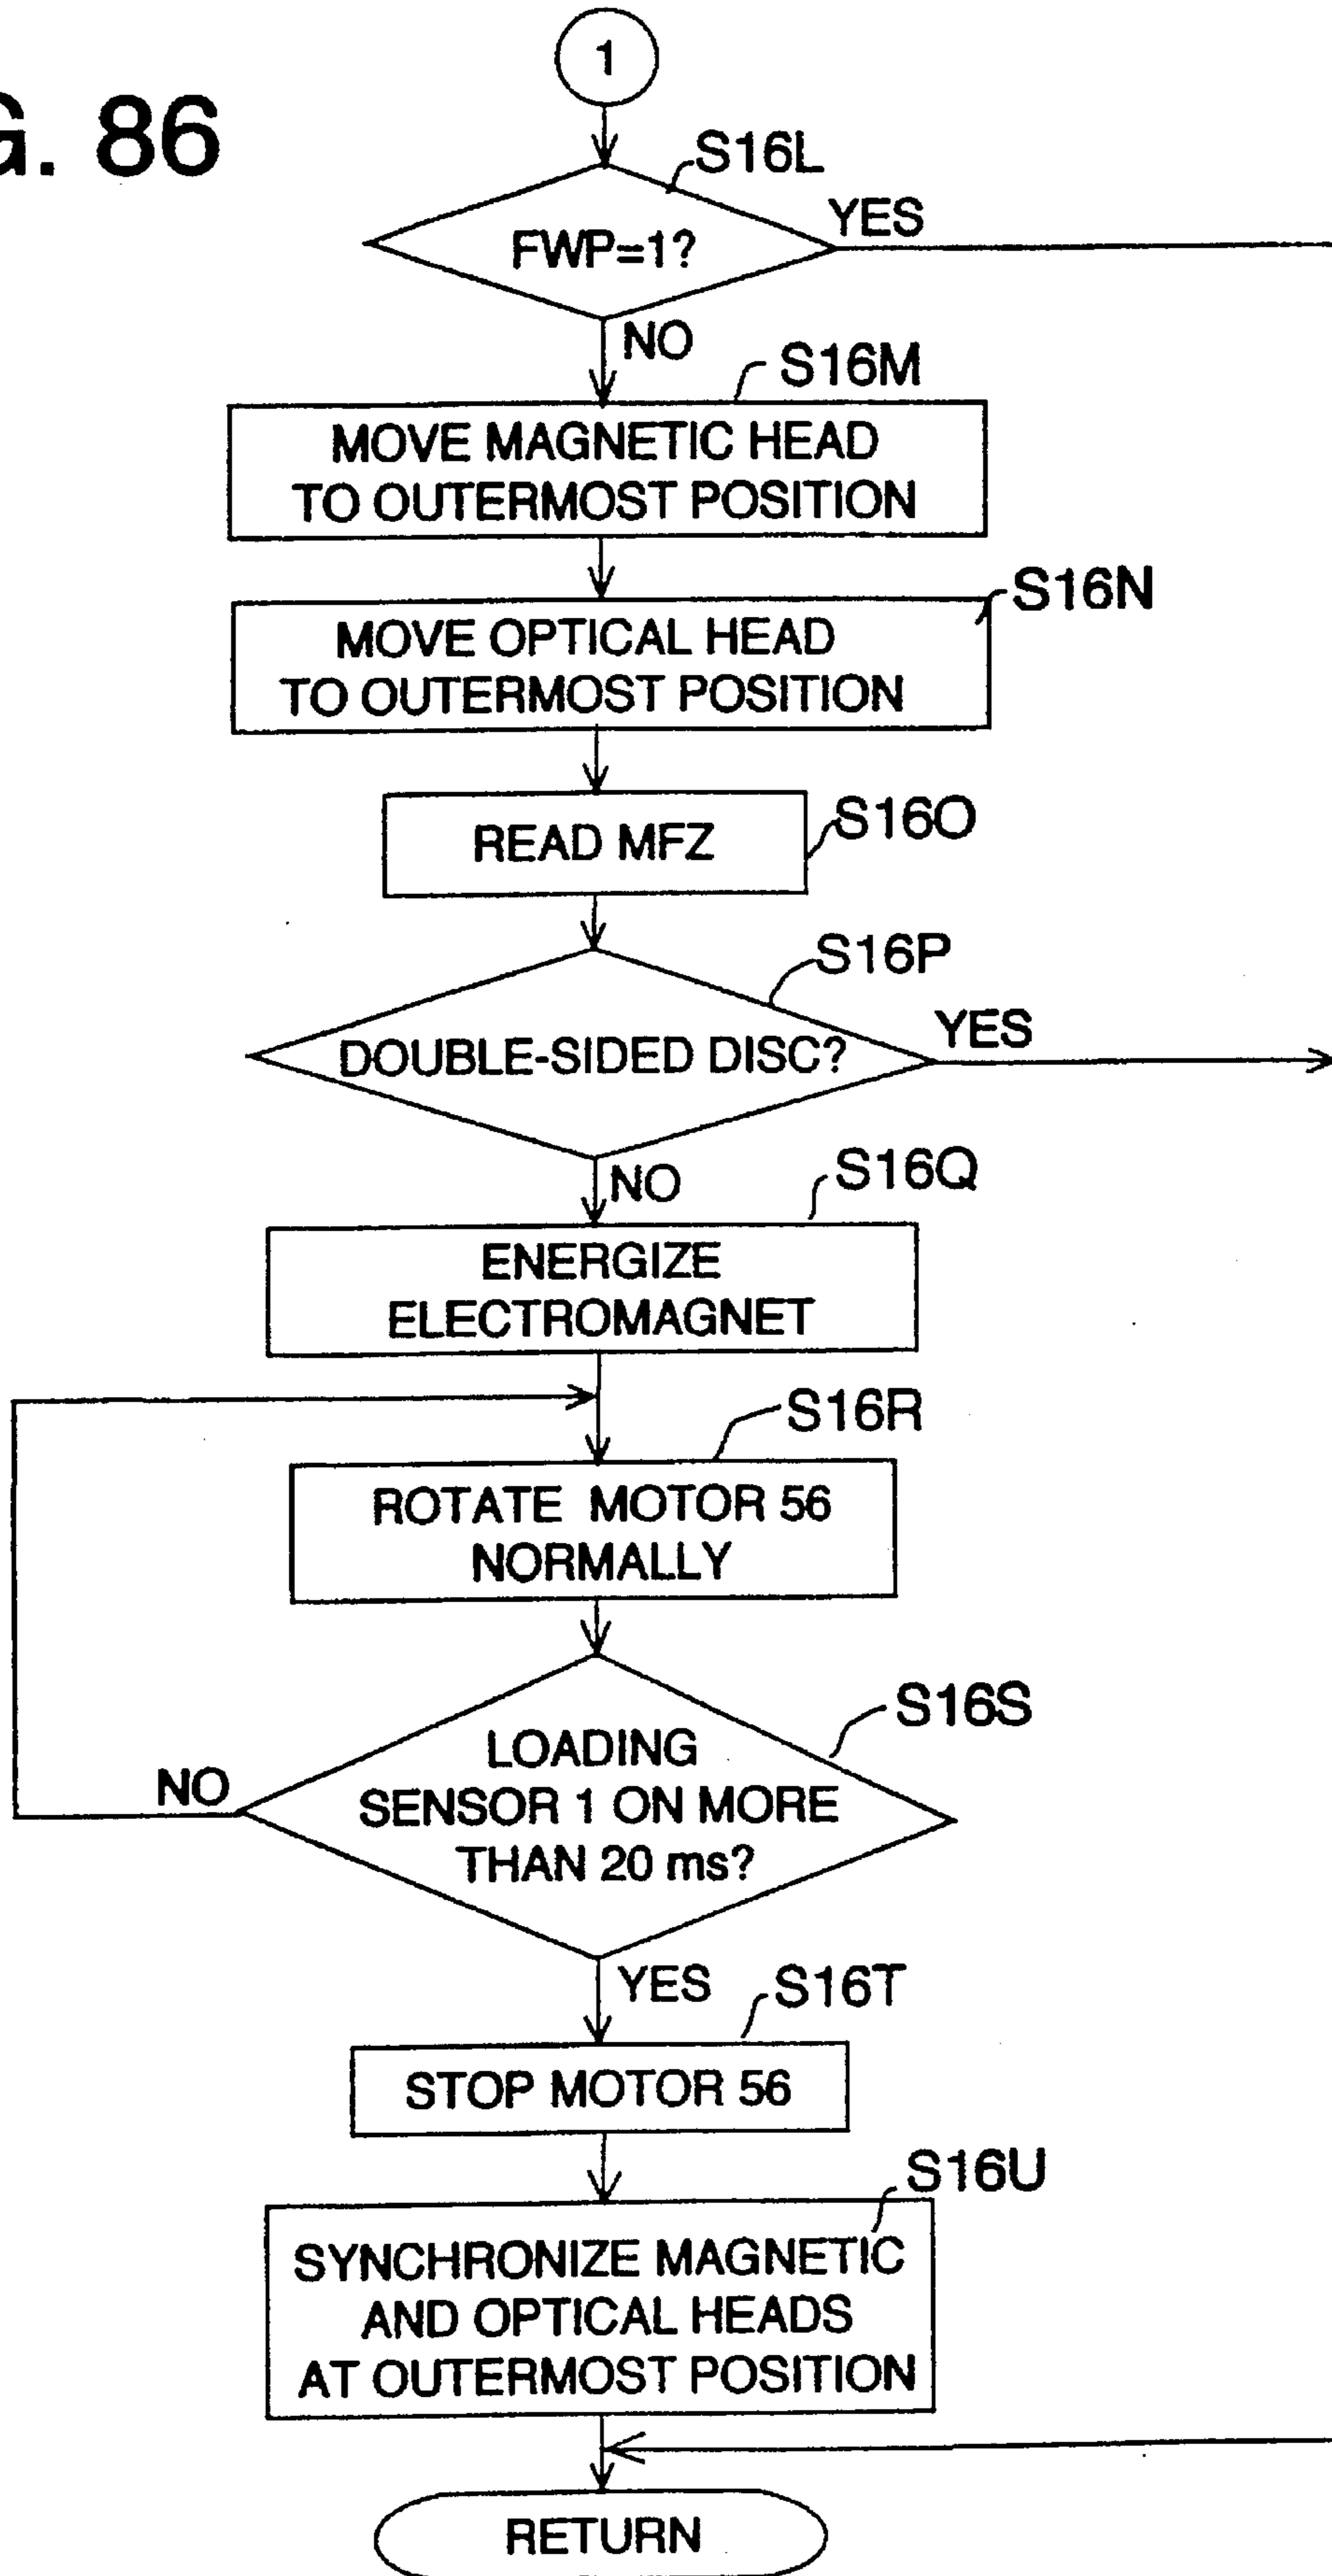 G. 86
1
S16L
FWP=1?
YES
NO
S16M
MOVE MAGNETIC HEAD
TO OUTERMOST POSITION
S16N
MOVE OPTICAL HEAD
TO OUTERMOST POSITION
S16O
READ MFZ
S16P
DOUBLE-SIDED DISC?
YES
NO
S16Q
ENERGIZE
ELECTROMAGNET
S16R
ROTATE MOTOR 56
NORMALLY
S16S
LOADING
SENSOR 1 ON MORE
THAN 20 ms?
NO
YES
S16T
STOP MOTOR 56
S16U
SYNCHRONIZE MAGNETIC
AND OPTICAL HEADS
AT OUTERMOST POSITION
RETURN